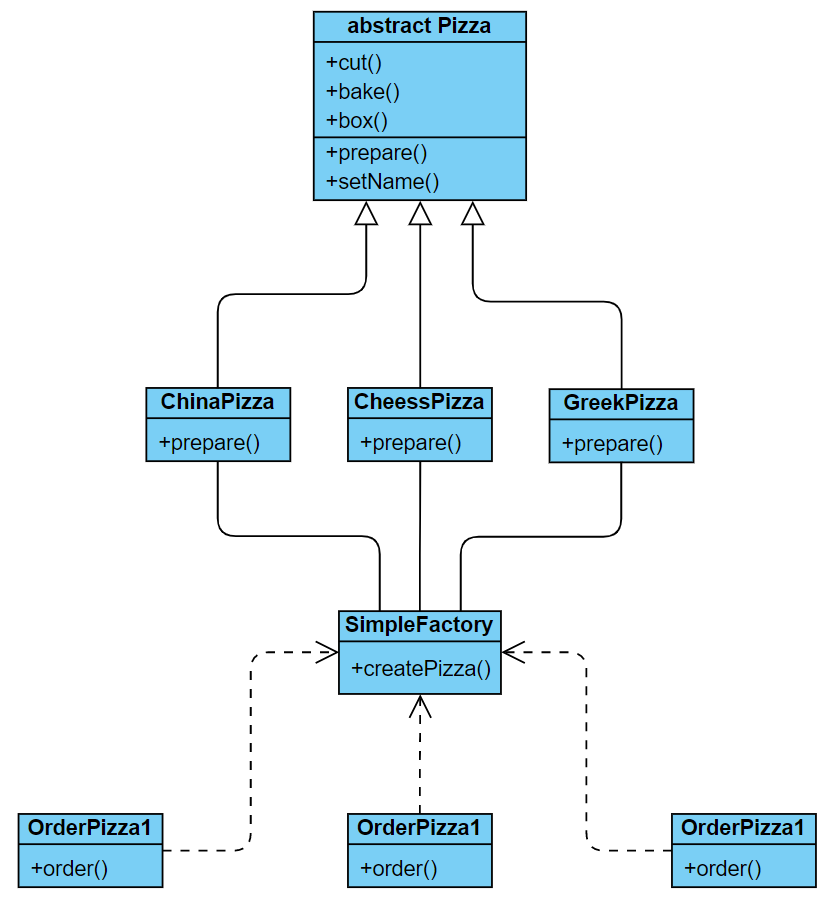 abstract Pizza
+cut()
+bake()
+box()
+prepare()
+setName()
ChinaPizza
+prepare()
CheessPizza
+prepare()
GreekPizza
+prepare()
SimpleFactory
+createPizza()
OrderPizza1
+order()
OrderPizza1
+order()
OrderPizza1
+order()